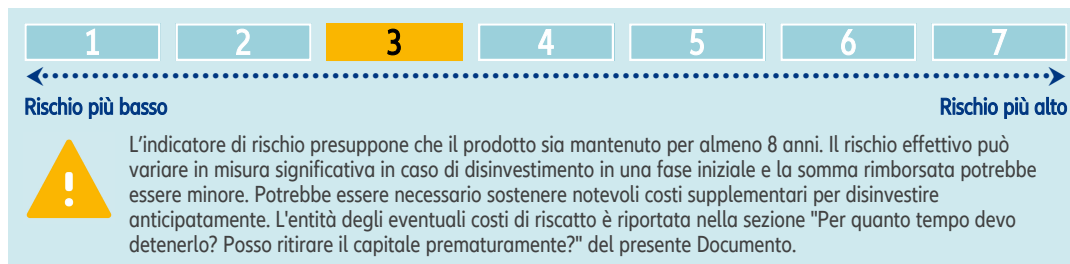 1 2 3 4 5 6 7
Rischio più basso Rischio più alto
L'indicatore di rischio presuppone che il prodotto sia mantenuto per almeno 8 anni. Il rischio effettivo può
variare in misura significativa in caso di disinvestimento in una fase iniziale e la somma rimborsata potrebbe
essere minore. Potrebbe essere necessario sostenere notevoli costi supplementari per disinvestire
anticipatamente. L'entità degli eventuali costi di riscatto è riportata nella sezione "Per quanto tempo devo
detenerlo? Posso ritirare il capitale prematuramente?" del presente Documento.